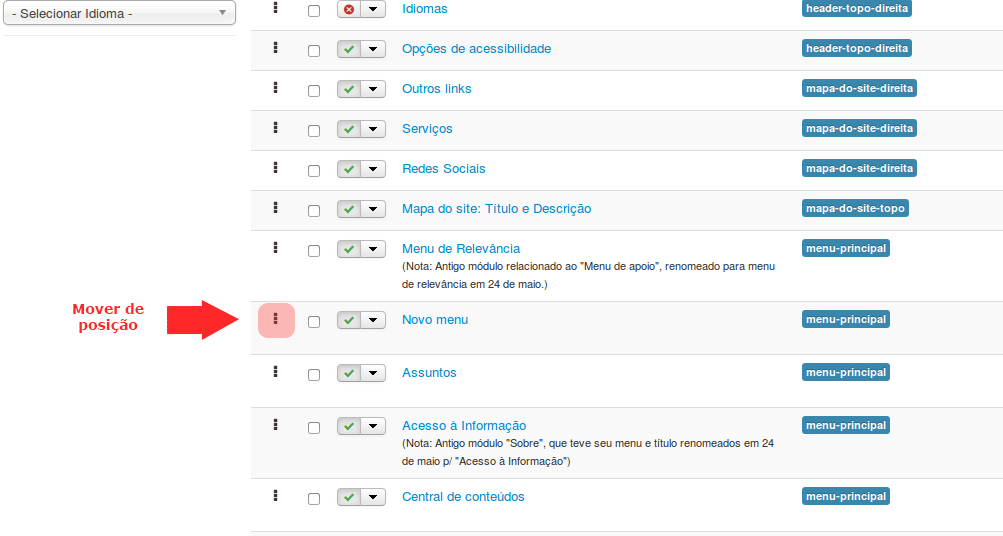 - Selecionar Idioma -
Idiomas header-topo-direita
Opções de acessibilidade header-topo-direita
Outros links mapa-do-site-direita
Serviços mapa-do-site-direita
Redes Sociais mapa-do-site-direita
Mapa do site: Título e Descrição mapa-do-site-topo
Menu de Relevância menu-principal
(Nota: Antigo módulo relacionado ao "Menu de apoio", renomeado para menu
de relevância em 24 de maio.)
Mover de
posição
Novo menu menu-principal
Assuntos menu-principal
Acesso à Informação menu-principal
(Nota: Antigo módulo "Sobre", que teve seu menu e título renomeados em 24
de maio p/ "Acesso à Informação")
Central de conteúdos menu-principal